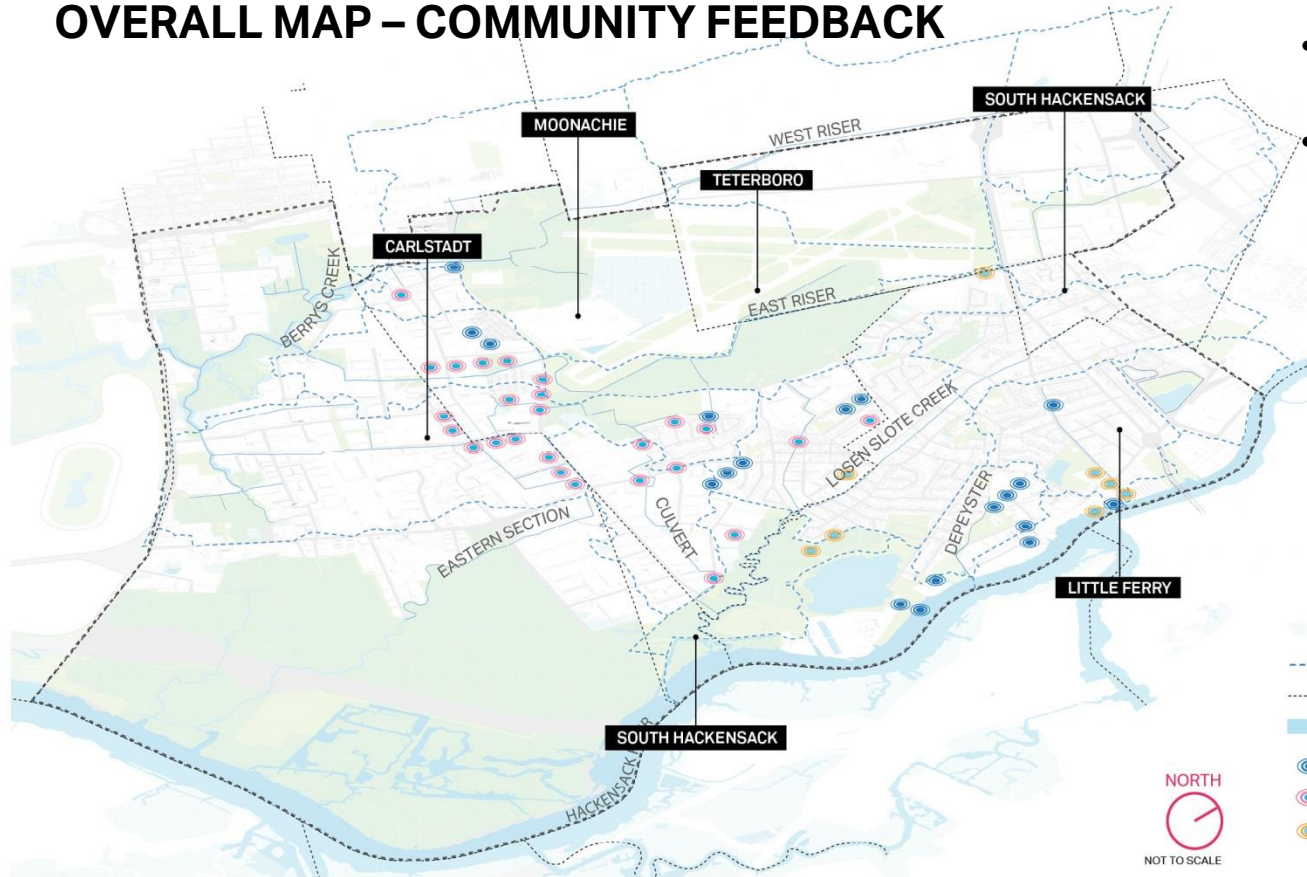 OVERALL MAP – COMMUNITY FEEDBACK
SOUTH HACKENSACK
MOONACHIE
WEST RISER
TETERBORO
CARLSTADT
BERRYS CREEK
EAST RISER
LOSEN SLOTE CREEK
CULVERT
DEPEYSTER
EASTERN SECTION
LITTLE FERRY
SOUTH HACKENSACK
HACKENSACK
NORTH
NOT TO SCALE